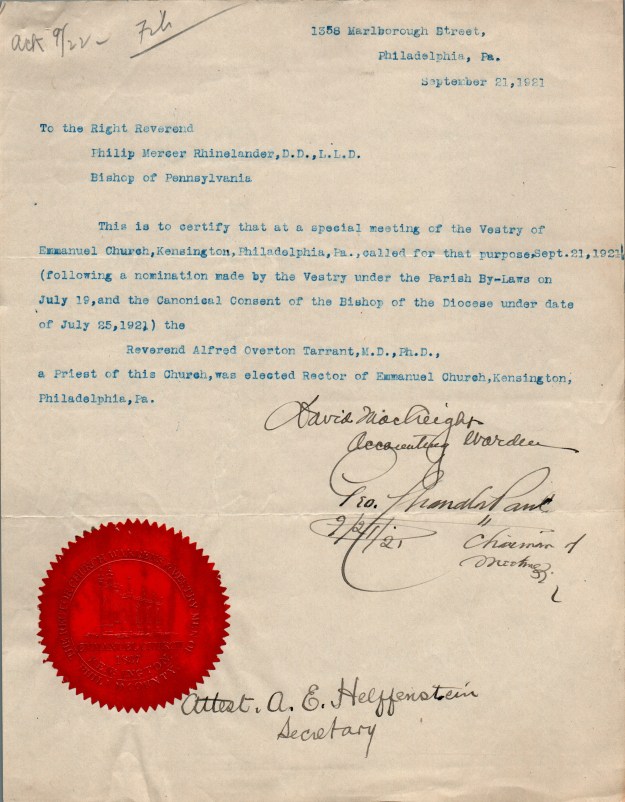 ack 9/22 -
1358 Marlborough Street,
Philadelphia, Pa.
September 21,1921
To the Right Reverend
Philip Mercer Rhinelander,D.D.,L.L.D.
Bishop of Pennsylvania
This is to certify that at a special meeting of the Vestry of
Emmanuel Church,Kensington,Philadelphia,Pa.,called for that purpose,Sept.21,1921
(following a nomination made by the Vestry under the Parish By-Laws on
July 19,and the Canonical Consent of the Bishop of the Diocese under date
of July 25,1921) the
Reverend Alfred Overton Tarrant,M.D.,Ph.D.,
a Priest of this Church,was elected Rector of Emmanuel Church,Kensington,
Philadelphia,Pa.
David
Accounting Warden
Geo. Chandler Paul
9/21/21
" Chairman of
Meeting
Attest. A. E. Helffenstein
Secretary